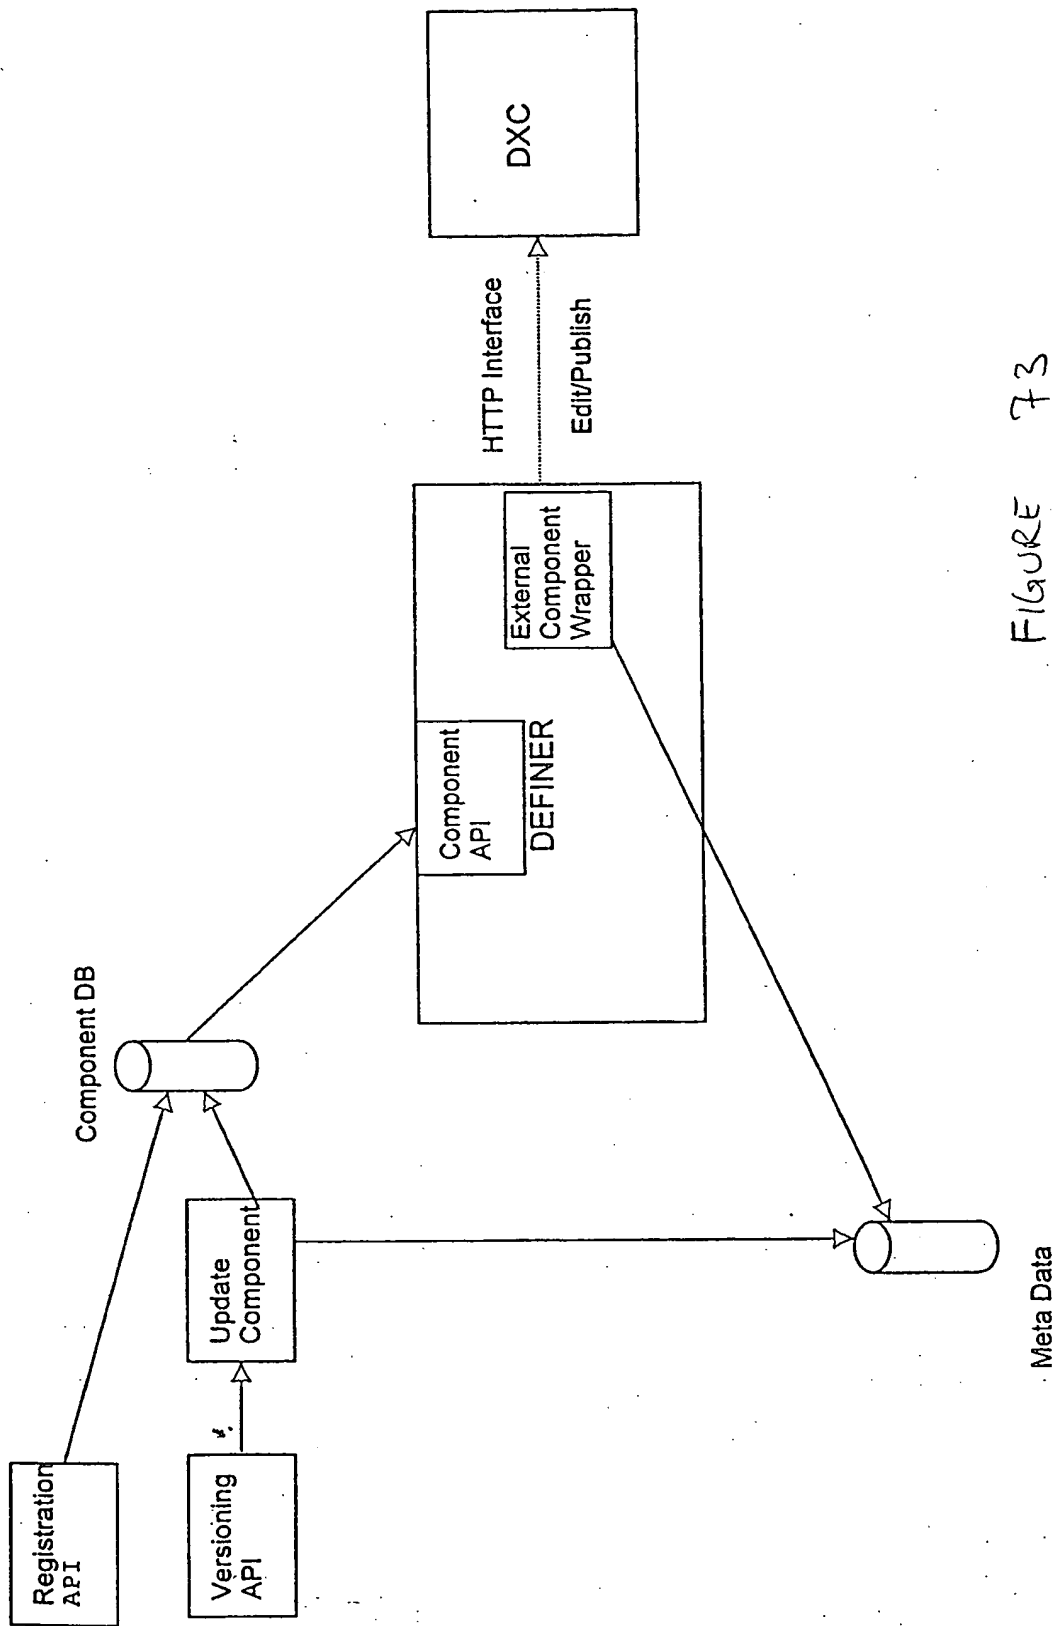 Registration
API
Versioning
API
Update
Component
Component DB
Meta Data
Component
API
DEFINER
External
Component
Wrapper
HTTP Interface
Edit/Publish
DXC
FIGURE 73